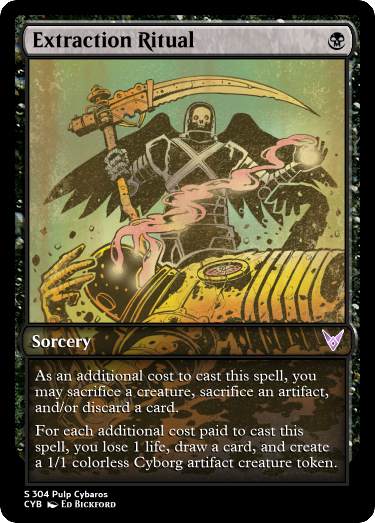 Extraction Ritual
Sorcery
As an additional cost to cast this spell, you
may sacrifice a creature, sacrifice an artifact,
and/or discard a card.
For each additional cost paid to cast this
spell, you lose 1 life, draw a card, and create
a 1/1 colorless Cyborg artifact creature token.
S 304 Pulp Cybaros
CYB Ed Bickford